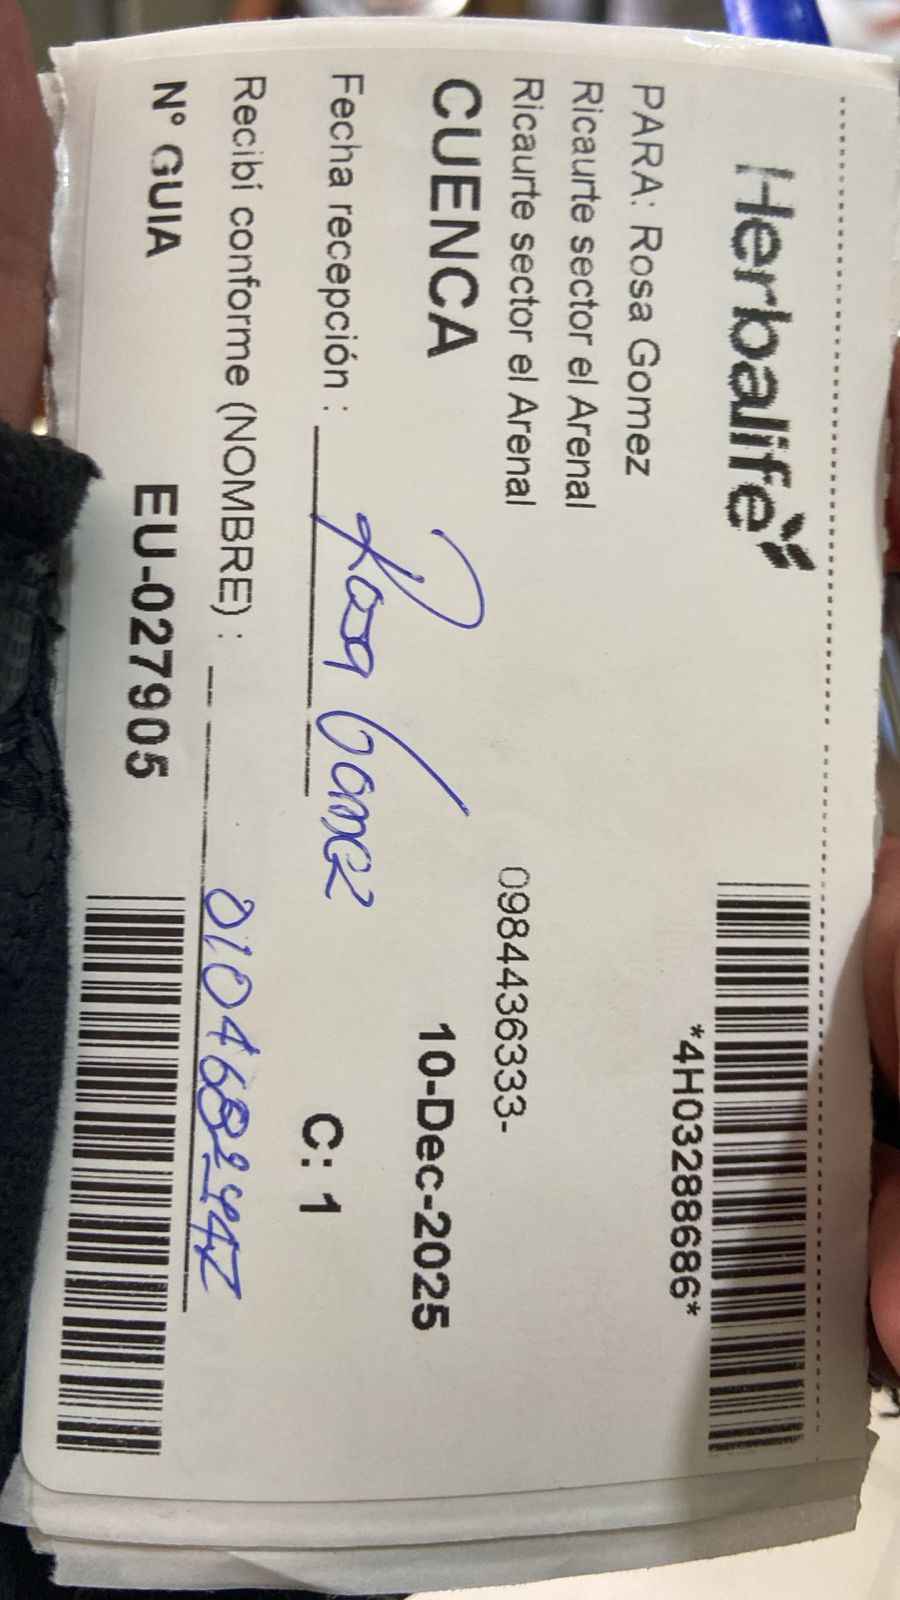 Herbalife
*4H0328686*
PARA: Rosa Gomez
Ricaurte sector el Arenal
Ricaurte sector el Arenal
0984436333-
CUENCA
10-Dec-2025
Rosa Gomez
Fecha recepción :
C: 1
Recibí conforme (NOMBRE) :
N° GUIA
EU-027905